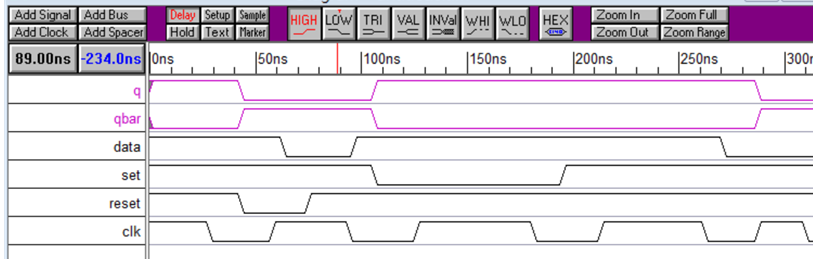 Add Signal Add Bus Delay Setup Sample HIGH LOW TRI VAL INVal WHI WLO HEX Zoom In Zoom Full
Add Clock Add Spacer Hold Text Marker Zoom Out Zoom Range
89.00ns -234.0ns 0ns 50ns 100ns 150ns 200ns 250ns 300n
q
qbar
data
set
reset
clk